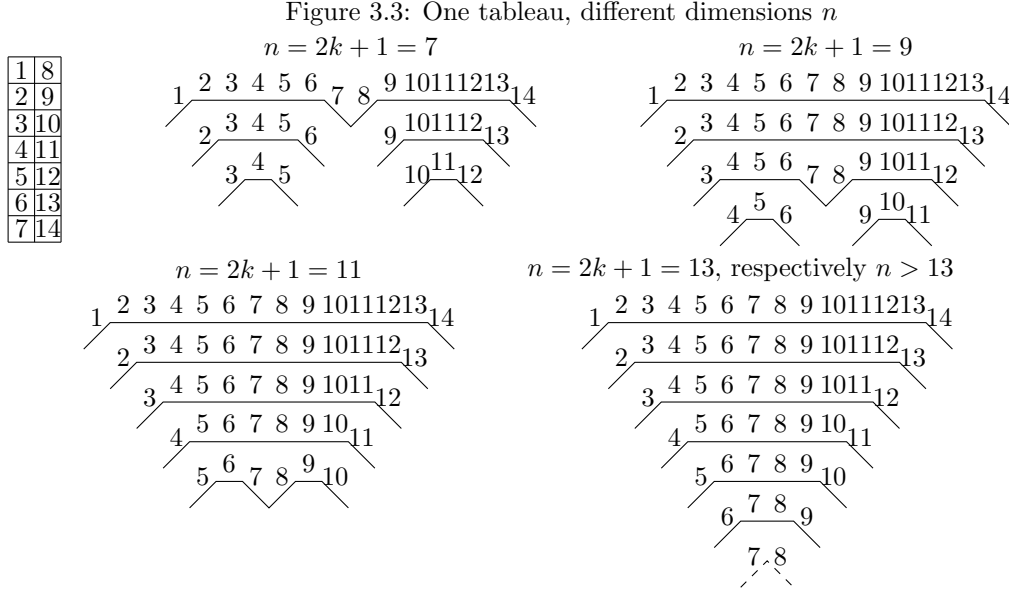 Figure 3.3: One tableau, different dimensions n
n = 2k + 1 = 7
n = 2k + 1 = 9
1 8
2 9
3 10
4 11
5 12
6 13
7 14
1 2 3 4 5 6 7 8 9 10 11 12 13 14
2 3 4 5 6 9 10 11 12 13
3 4 5 10 11 12
1 2 3 4 5 6 7 8 9 10 11 12 13 14
2 3 4 5 6 7 8 9 10 11 12 13
3 4 5 6 7 8 9 10 11 12
4 5 6 9 10 11
n = 2k + 1 = 11
n = 2k + 1 = 13, respectively n > 13
1 2 3 4 5 6 7 8 9 10 11 12 13 14
2 3 4 5 6 7 8 9 10 11 12 13
3 4 5 6 7 8 9 10 11 12
4 5 6 7 8 9 10 11
5 6 7 8 9 10
1 2 3 4 5 6 7 8 9 10 11 12 13 14
2 3 4 5 6 7 8 9 10 11 12 13
3 4 5 6 7 8 9 10 11 12
4 5 6 7 8 9 10 11
5 6 7 8 9 10
6 7 8 9
7 8